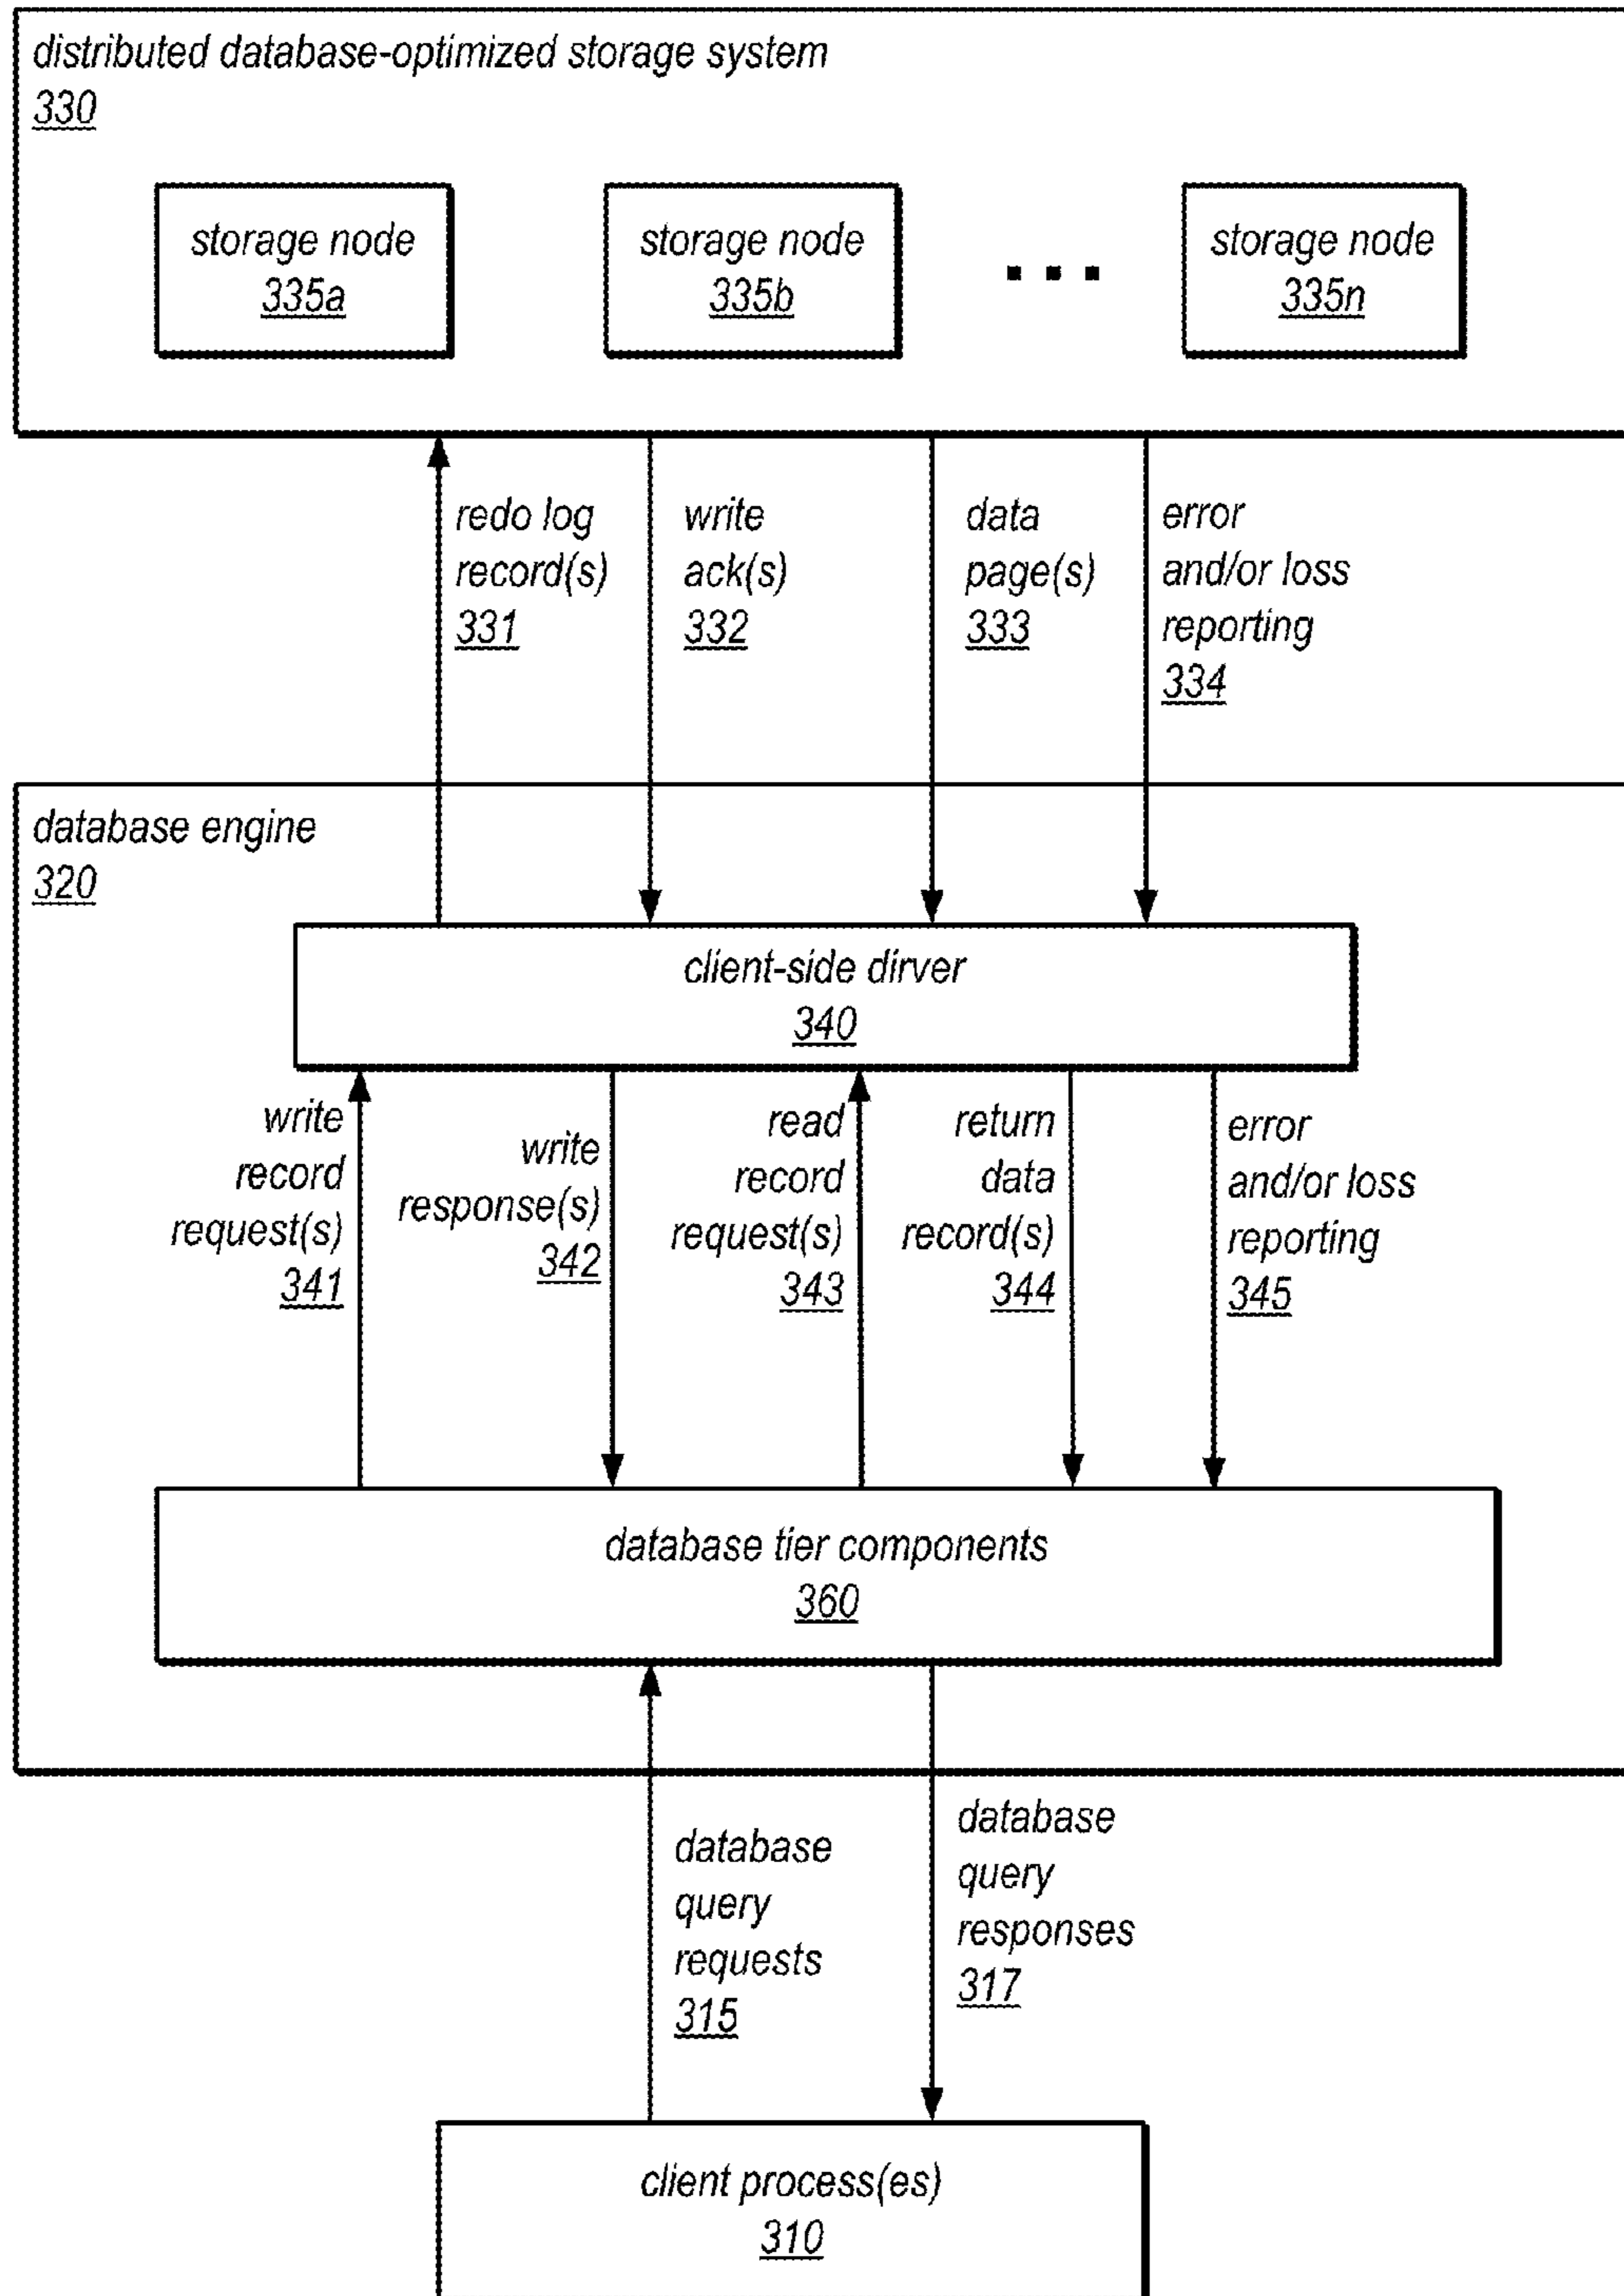 distributed database-optimized storage system
330
storage node
335a
storage node
335b
storage node
335n
redo log
record(s)
331
write
ack(s)
332
data
page(s)
333
error
and/or loss
reporting
334
database engine
320
client-side dirver
340
write
record
request(s)
341
write
response(s)
342
read
record
request(s)
343
return
data
record(s)
344
error
and/or loss
reporting
345
database tier components
360
database
query
requests
315
database
query
responses
317
client process(es)
310